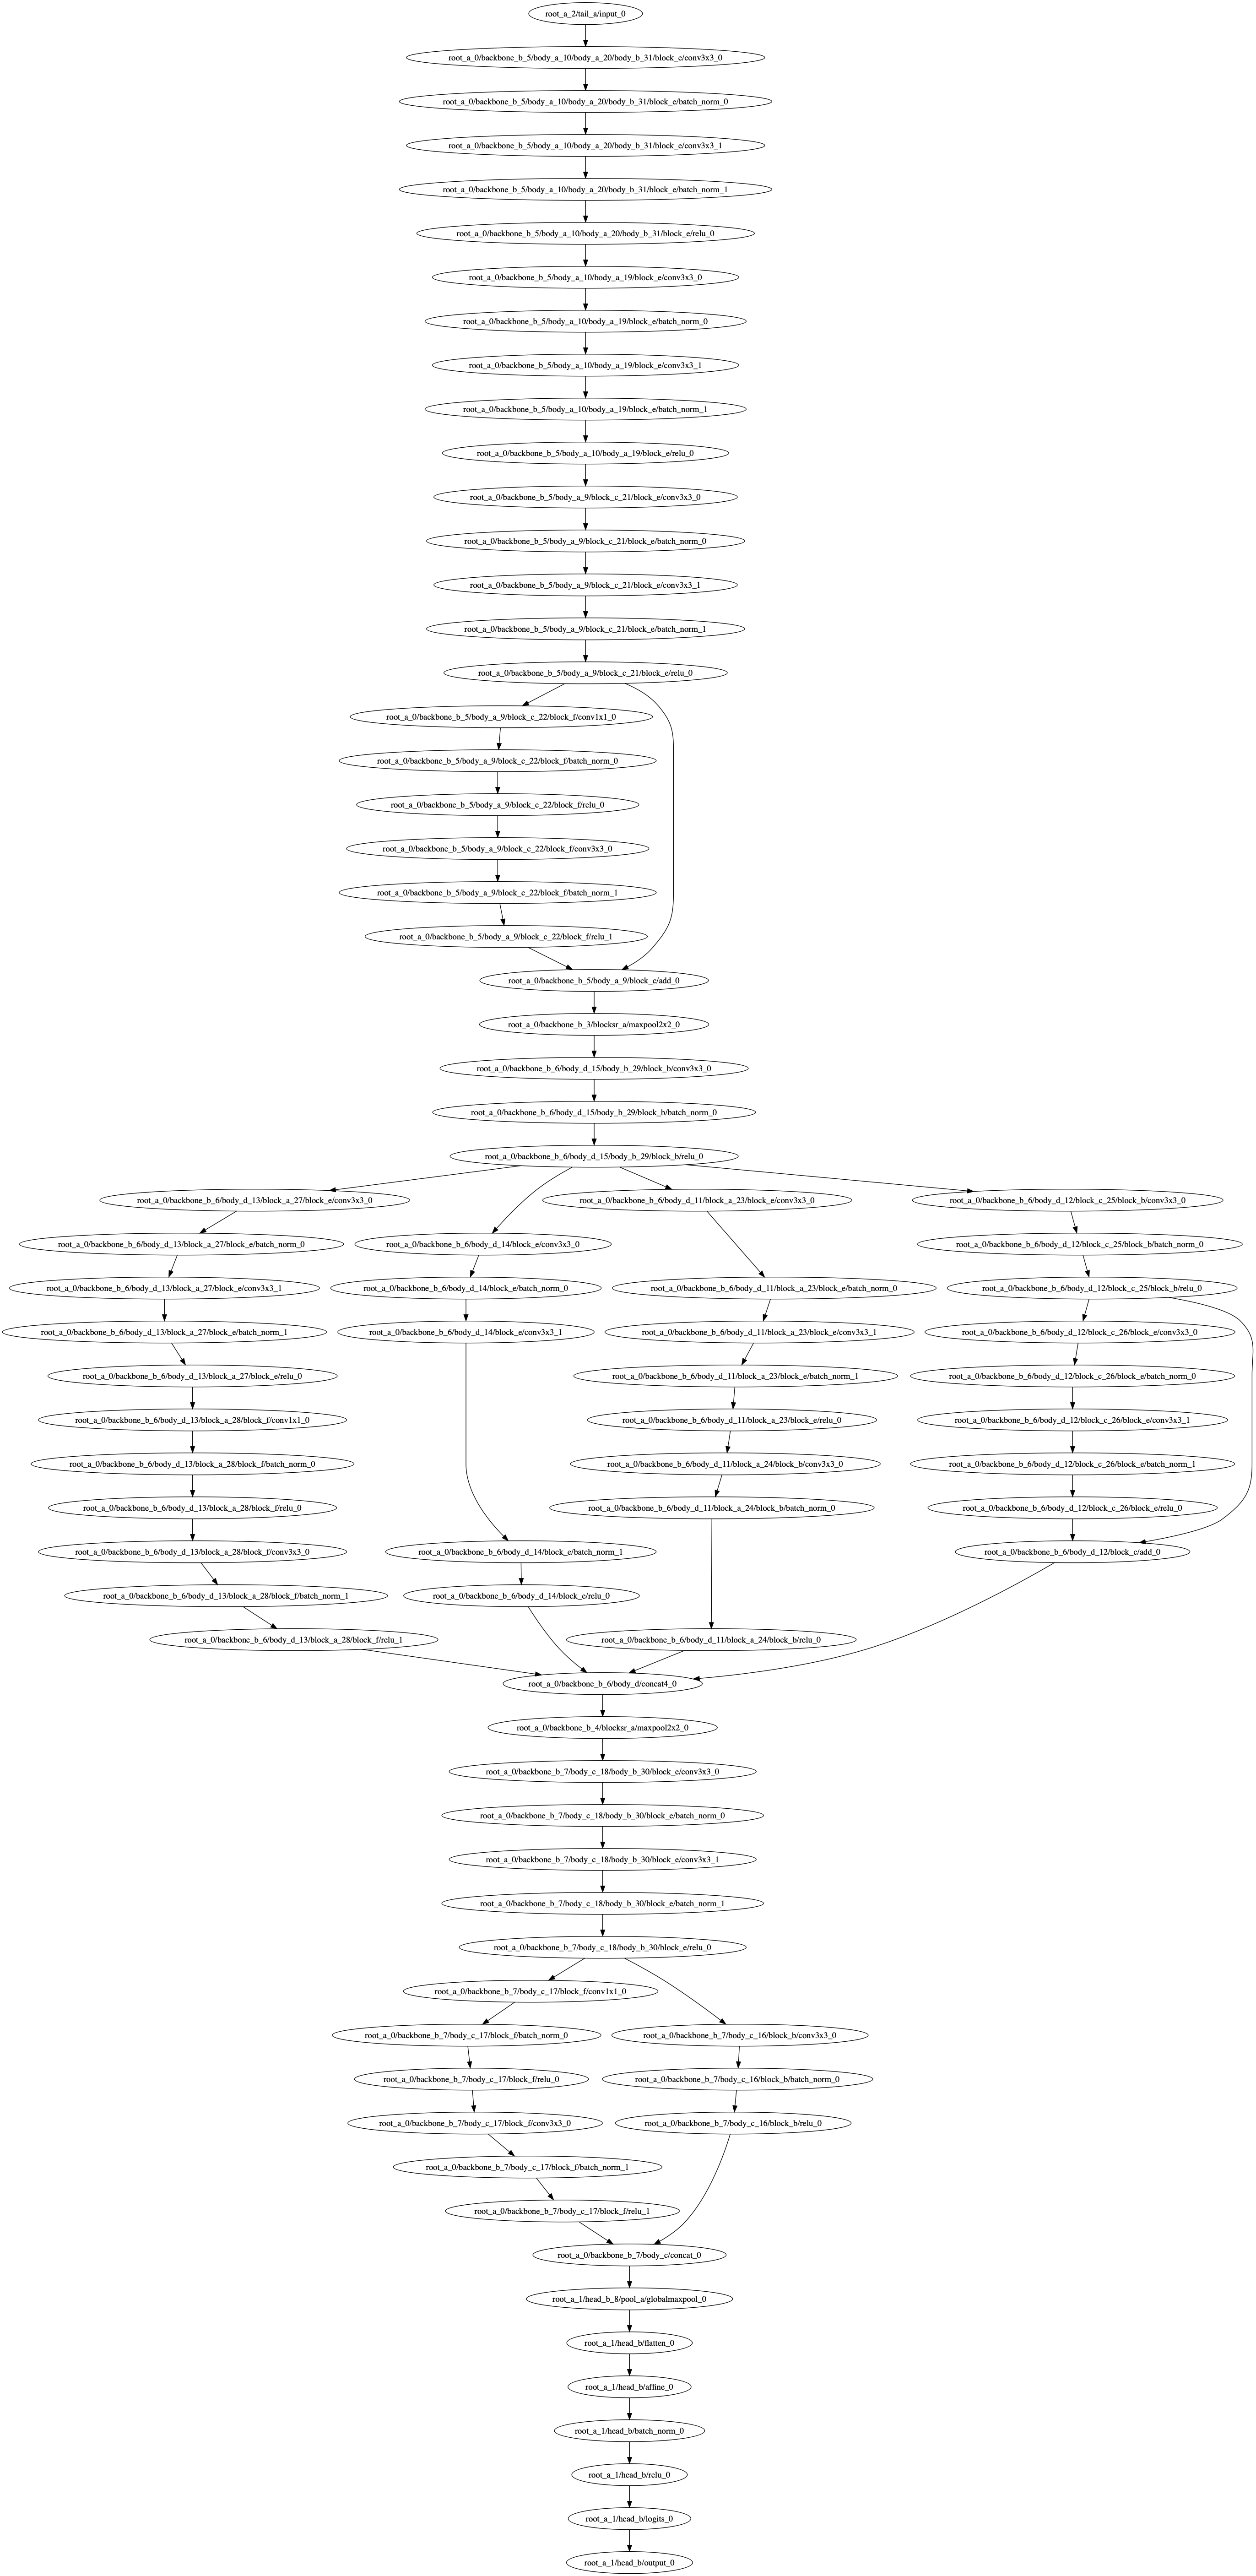 root_a_2/tail_a/input_0
root_a_0/backbone_b_5/body_a_10/body_a_20/body_b_31/block_e/conv3x3_0
root_a_0/backbone_b_5/body_a_10/body_a_20/body_b_31/block_e/batch_norm_0
root_a_0/backbone_b_5/body_a_10/body_a_20/body_b_31/block_e/conv3x3_1
root_a_0/backbone_b_5/body_a_10/body_a_20/body_b_31/block_e/batch_norm_1
root_a_0/backbone_b_5/body_a_10/body_a_20/body_b_31/block_e/relu_0
root_a_0/backbone_b_5/body_a_10/body_a_19/block_e/conv3x3_0
root_a_0/backbone_b_5/body_a_10/body_a_19/block_e/batch_norm_0
root_a_0/backbone_b_5/body_a_10/body_a_19/block_e/conv3x3_1
root_a_0/backbone_b_5/body_a_10/body_a_19/block_e/batch_norm_1
root_a_0/backbone_b_5/body_a_10/body_a_19/block_e/relu_0
root_a_0/backbone_b_5/body_a_9/block_c_21/block_e/conv3x3_0
root_a_0/backbone_b_5/body_a_9/block_c_21/block_e/batch_norm_0
root_a_0/backbone_b_5/body_a_9/block_c_21/block_e/conv3x3_1
root_a_0/backbone_b_5/body_a_9/block_c_21/block_e/batch_norm_1
root_a_0/backbone_b_5/body_a_9/block_c_21/block_e/relu_0
root_a_0/backbone_b_5/body_a_9/block_c_22/block_f/conv1x1_0
root_a_0/backbone_b_5/body_a_9/block_c_22/block_f/batch_norm_0
root_a_0/backbone_b_5/body_a_9/block_c_22/block_f/relu_0
root_a_0/backbone_b_5/body_a_9/block_c_22/block_f/conv3x3_0
root_a_0/backbone_b_5/body_a_9/block_c_22/block_f/batch_norm_1
root_a_0/backbone_b_5/body_a_9/block_c_22/block_f/relu_1
root_a_0/backbone_b_5/body_a_9/block_c/add_0
root_a_0/backbone_b_3/blocksr_a/maxpool2x2_0
root_a_0/backbone_b_6/body_d_15/body_b_29/block_b/conv3x3_0
root_a_0/backbone_b_6/body_d_15/body_b_29/block_b/batch_norm_0
root_a_0/backbone_b_6/body_d_15/body_b_29/block_b/relu_0
root_a_0/backbone_b_6/body_d_13/block_a_27/block_e/conv3x3_0
root_a_0/backbone_b_6/body_d_11/block_a_23/block_e/conv3x3_0
root_a_0/backbone_b_6/body_d_12/block_c_25/block_b/conv3x3_0
root_a_0/backbone_b_6/body_d_13/block_a_27/block_e/batch_norm_0
root_a_0/backbone_b_6/body_d_14/block_e/conv3x3_0
root_a_0/backbone_b_6/body_d_12/block_c_25/block_b/batch_norm_0
root_a_0/backbone_b_6/body_d_13/block_a_27/block_e/conv3x3_1
root_a_0/backbone_b_6/body_d_14/block_e/batch_norm_0
root_a_0/backbone_b_6/body_d_11/block_a_23/block_e/batch_norm_0
root_a_0/backbone_b_6/body_d_12/block_c_25/block_b/relu_0
root_a_0/backbone_b_6/body_d_13/block_a_27/block_e/batch_norm_1
root_a_0/backbone_b_6/body_d_14/block_e/conv3x3_1
root_a_0/backbone_b_6/body_d_11/block_a_23/block_e/conv3x3_1
root_a_0/backbone_b_6/body_d_12/block_c_26/block_e/conv3x3_0
root_a_0/backbone_b_6/body_d_13/block_a_27/block_e/relu_0
root_a_0/backbone_b_6/body_d_11/block_a_23/block_e/batch_norm_1
root_a_0/backbone_b_6/body_d_12/block_c_26/block_e/batch_norm_0
root_a_0/backbone_b_6/body_d_13/block_a_28/block_f/conv1x1_0
root_a_0/backbone_b_6/body_d_11/block_a_23/block_e/relu_0
root_a_0/backbone_b_6/body_d_12/block_c_26/block_e/conv3x3_1
root_a_0/backbone_b_6/body_d_13/block_a_28/block_f/batch_norm_0
root_a_0/backbone_b_6/body_d_11/block_a_24/block_b/conv3x3_0
root_a_0/backbone_b_6/body_d_12/block_c_26/block_e/batch_norm_1
root_a_0/backbone_b_6/body_d_13/block_a_28/block_f/relu_0
root_a_0/backbone_b_6/body_d_11/block_a_24/block_b/batch_norm_0
root_a_0/backbone_b_6/body_d_12/block_c_26/block_e/relu_0
root_a_0/backbone_b_6/body_d_13/block_a_28/block_f/conv3x3_0
root_a_0/backbone_b_6/body_d_14/block_e/batch_norm_1
root_a_0/backbone_b_6/body_d_12/block_c/add_0
root_a_0/backbone_b_6/body_d_13/block_a_28/block_f/batch_norm_1
root_a_0/backbone_b_6/body_d_14/block_e/relu_0
root_a_0/backbone_b_6/body_d_13/block_a_28/block_f/relu_1
root_a_0/backbone_b_6/body_d_11/block_a_24/block_b/relu_0
root_a_0/backbone_b_6/body_d/concat4_0
root_a_0/backbone_b_4/blocksr_a/maxpool2x2_0
root_a_0/backbone_b_7/body_c_18/body_b_30/block_e/conv3x3_0
root_a_0/backbone_b_7/body_c_18/body_b_30/block_e/batch_norm_0
root_a_0/backbone_b_7/body_c_18/body_b_30/block_e/conv3x3_1
root_a_0/backbone_b_7/body_c_18/body_b_30/block_e/batch_norm_1
root_a_0/backbone_b_7/body_c_18/body_b_30/block_e/relu_0
root_a_0/backbone_b_7/body_c_17/block_f/conv1x1_0
root_a_0/backbone_b_7/body_c_17/block_f/batch_norm_0
root_a_0/backbone_b_7/body_c_16/block_b/conv3x3_0
root_a_0/backbone_b_7/body_c_17/block_f/relu_0
root_a_0/backbone_b_7/body_c_16/block_b/batch_norm_0
root_a_0/backbone_b_7/body_c_17/block_f/conv3x3_0
root_a_0/backbone_b_7/body_c_16/block_b/relu_0
root_a_0/backbone_b_7/body_c_17/block_f/batch_norm_1
root_a_0/backbone_b_7/body_c_17/block_f/relu_1
root_a_0/backbone_b_7/body_c/concat_0
root_a_1/head_b_8/pool_a/globalmaxpool_0
root_a_1/head_b/flatten_0
root_a_1/head_b/affine_0
root_a_1/head_b/batch_norm_0
root_a_1/head_b/relu_0
root_a_1/head_b/logits_0
root_a_1/head_b/output_0